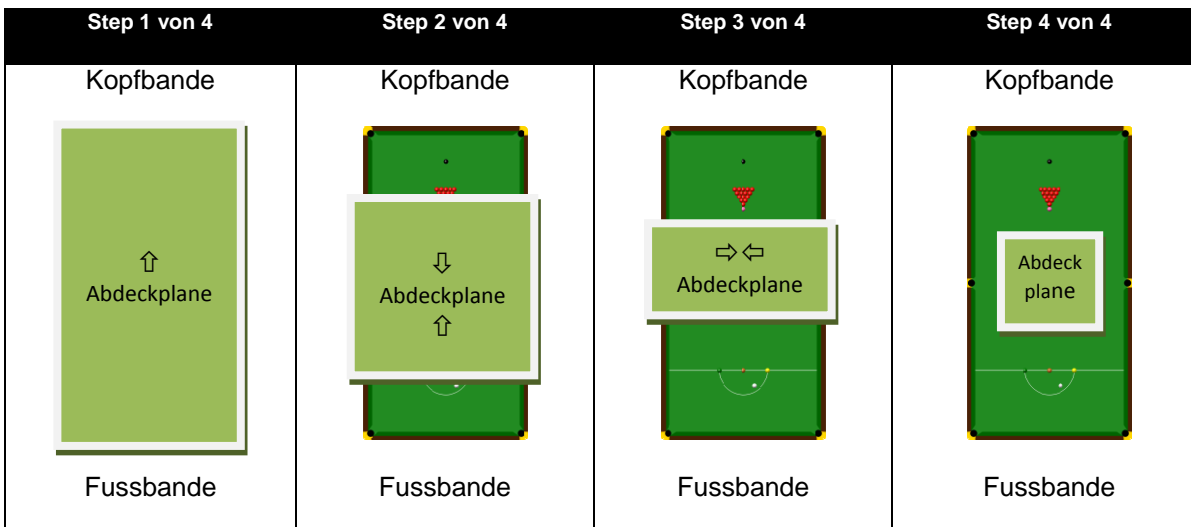 Step 1 von 4
Step 2 von 4
Step 3 von 4
Step 4 von 4
Kopfbande
Kopfbande
Kopfbande
Kopfbande
⇧
Abdeckplane
⇩
Abdeckplane
⇧
⇨⇦
Abdeckplane
Abdeck
plane
Fussbande
Fussbande
Fussbande
Fussbande